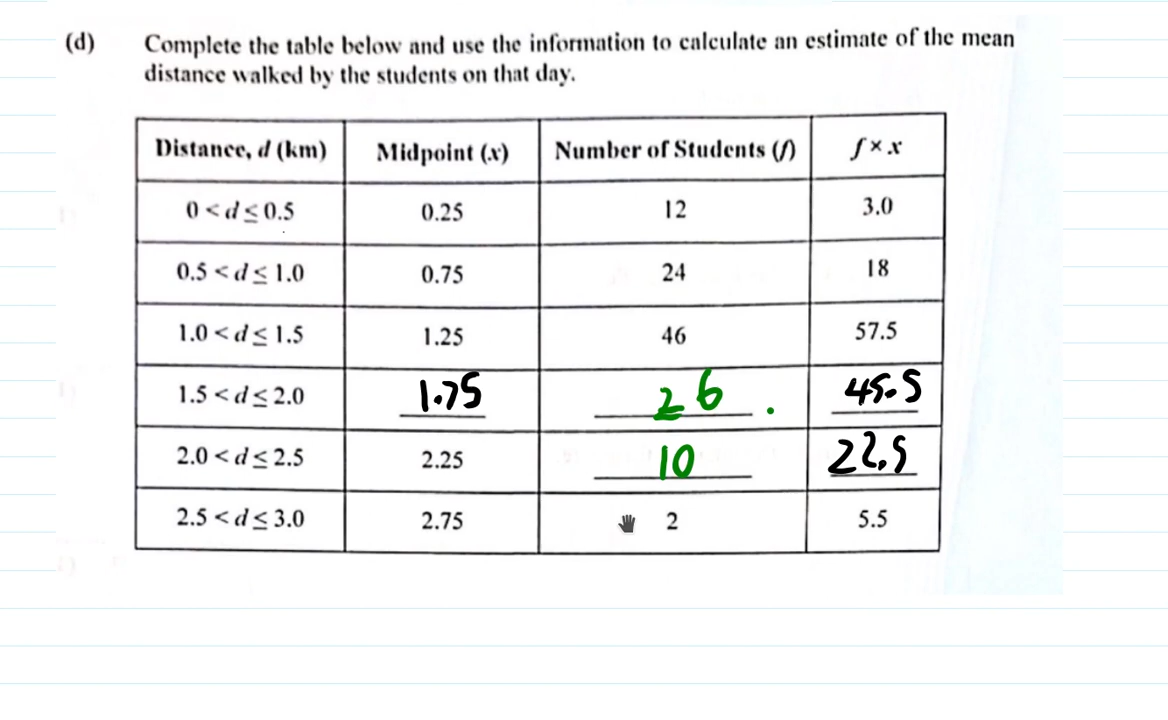 (d) Complete the table below and use the information to calculate an estimate of the mean
distance walked by the students on that day.
Distance, d (km) Midpoint (x) Number of Students (f) f × x
0 < d ≤ 0.5 0.25 12 3.0
0.5 < d ≤ 1.0 0.75 24 18
1.0 < d ≤ 1.5 1.25 46 57.5
1.5 < d ≤ 2.0 1.75 26 . 45.5
2.0 < d ≤ 2.5 2.25 10 22.5
2.5 < d ≤ 3.0 2.75 2 5.5